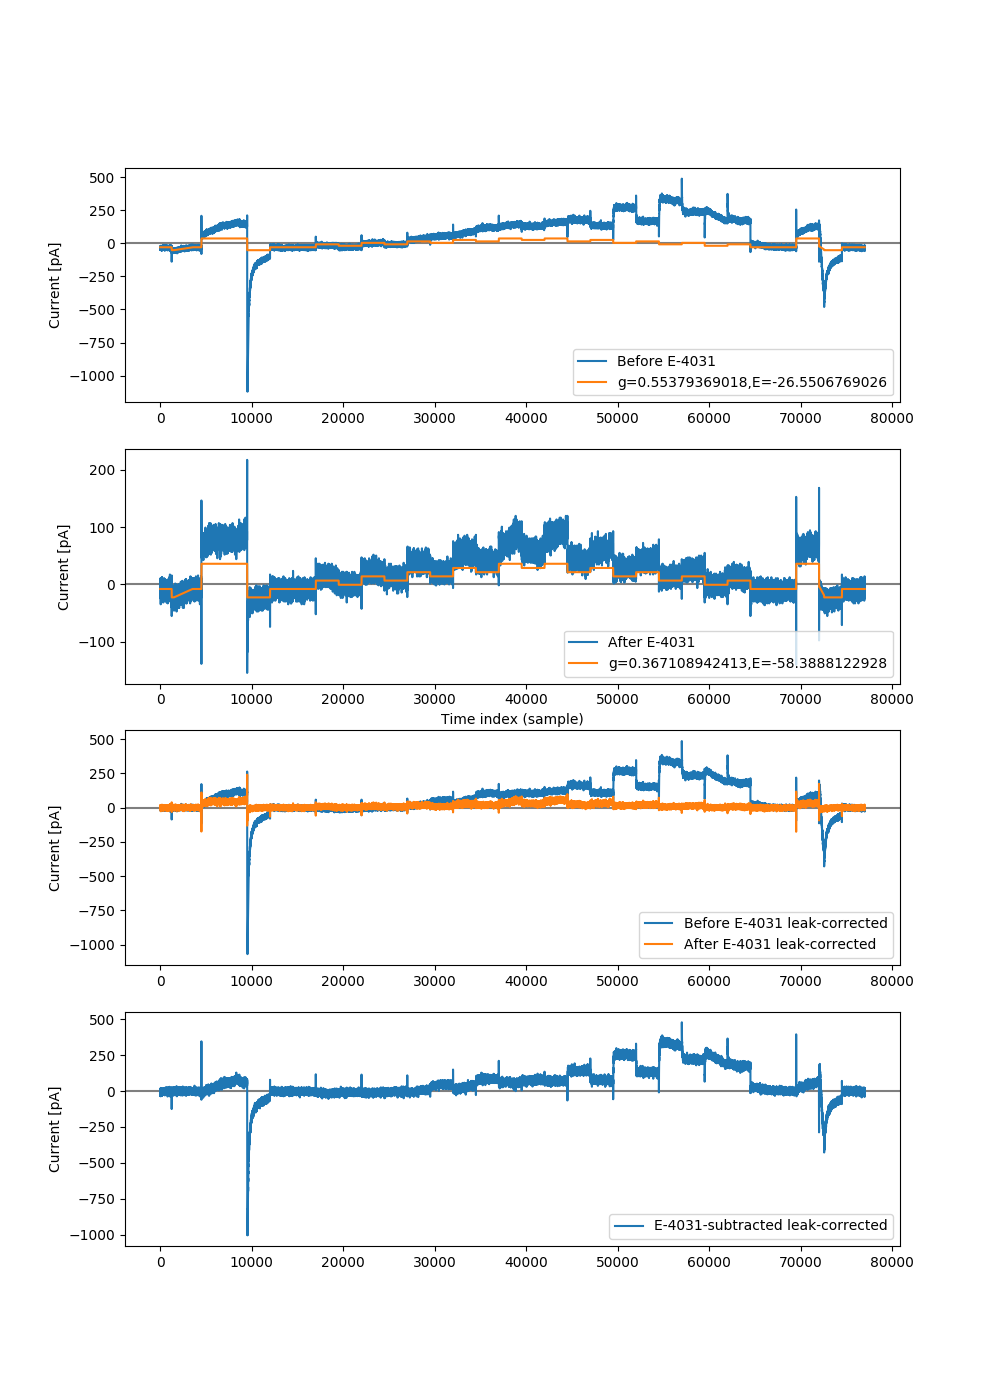 500
250
0
−250
−500
−750
−1000
Current [pA]
Before E-4031
g=0.55379369018,E=-26.5506769026
0 10000 20000 30000 40000 50000 60000 70000 80000
200
100
0
−100
Current [pA]
After E-4031
g=0.367108942413,E=-58.3888122928
0 10000 20000 30000 40000 50000 60000 70000 80000
Time index (sample)
500
250
0
−250
−500
−750
−1000
Current [pA]
Before E-4031 leak-corrected
After E-4031 leak-corrected
0 10000 20000 30000 40000 50000 60000 70000 80000
500
250
0
−250
−500
−750
−1000
Current [pA]
E-4031-subtracted leak-corrected
0 10000 20000 30000 40000 50000 60000 70000 80000